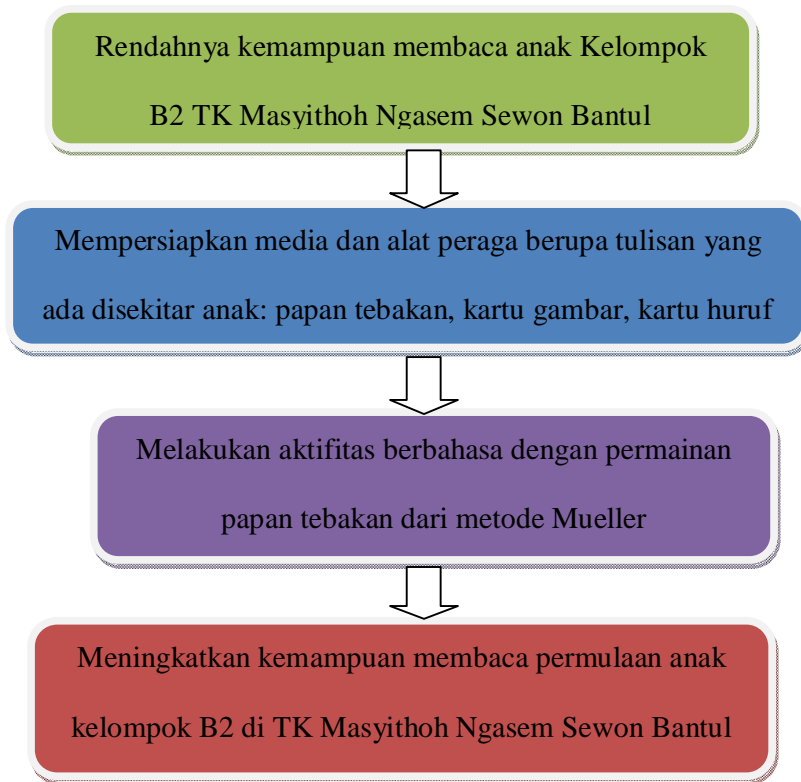 Rendahnya kemampuan membaca anak Kelompok
B2 TK Masyithoh Ngasem Sewon Bantul
Mempersiapkan media dan alat peraga berupa tulisan yang
ada disekitar anak: papan tebakan, kartu gambar, kartu huruf
Melakukan aktifitas berbahasa dengan permainan
papan tebakan dari metode Mueller
Meningkatkan kemampuan membaca permulaan anak
kelompok B2 di TK Masyithoh Ngasem Sewon Bantul